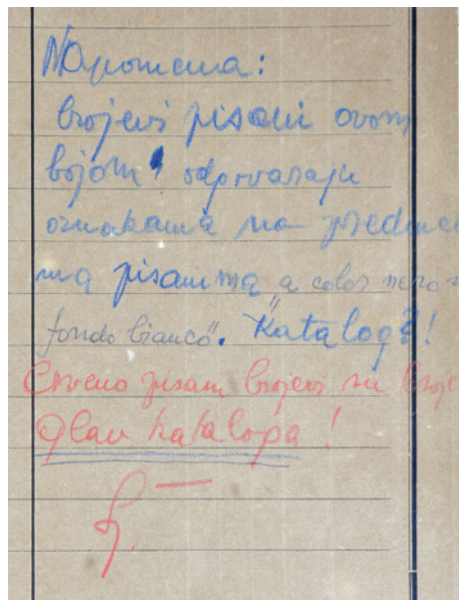 Napomena:
brojevi pisani ovom
bojom odgovaraju
oznakama na predme
ma pisanima a color nero
fondo bianco". Katalog!
Crveno pisani brojevi su broje
Glav kataloga!